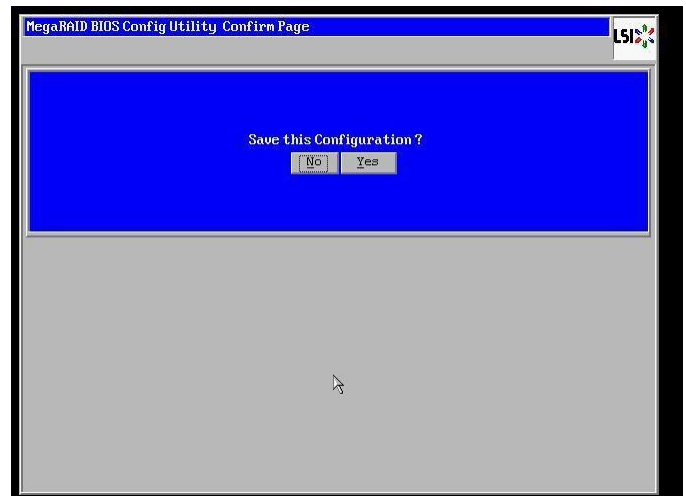 MegaRAID BIOS Config Utility Confirm Page
LSI
Save this Configuration ?
No Yes